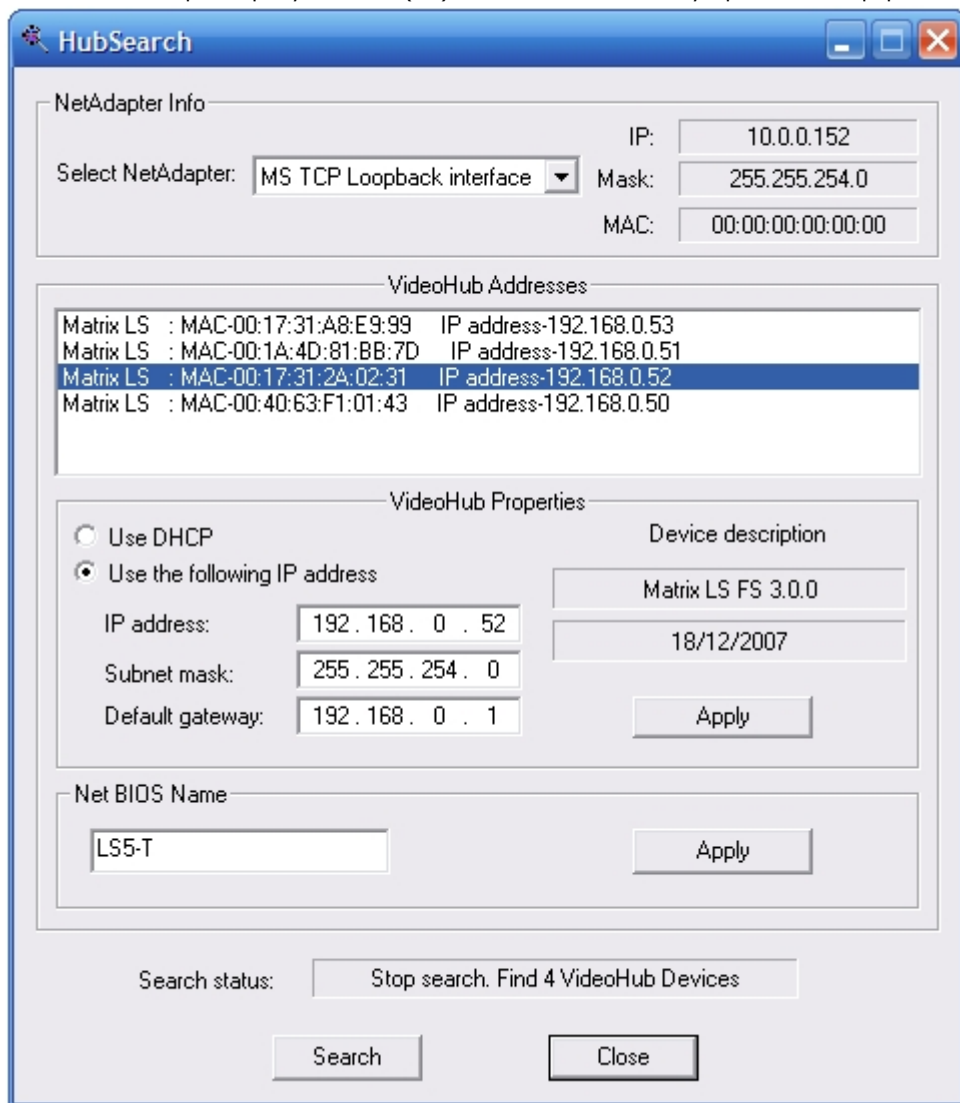 HubSearch
NetAdapter Info
IP: 10.0.0.152
Select NetAdapter: MS TCP Loopback interface Mask: 255.255.254.0
MAC: 00:00:00:00:00:00
VideoHub Addresses
Matrix LS : MAC-00:17:31:A8:E9:99 IP address-192.168.0.53
Matrix LS : MAC-00:1A:4D:81:BB:7D IP address-192.168.0.51
Matrix LS : MAC-00:17:31:2A:02:31 IP address-192.168.0.52
Matrix LS : MAC-00:40:63:F1:01:43 IP address-192.168.0.50
VideoHub Properties
Use DHCP
Device description
Use the following IP address
Matrix LS FS 3.0.0
IP address: 192 . 168 . 0 . 52
18/12/2007
Subnet mask: 255 . 255 . 254 . 0
Default gateway: 192 . 168 . 0 . 1
Apply
Net BIOS Name
LS5-T
Apply
Search status: Stop search. Find 4 VideoHub Devices
Search Close